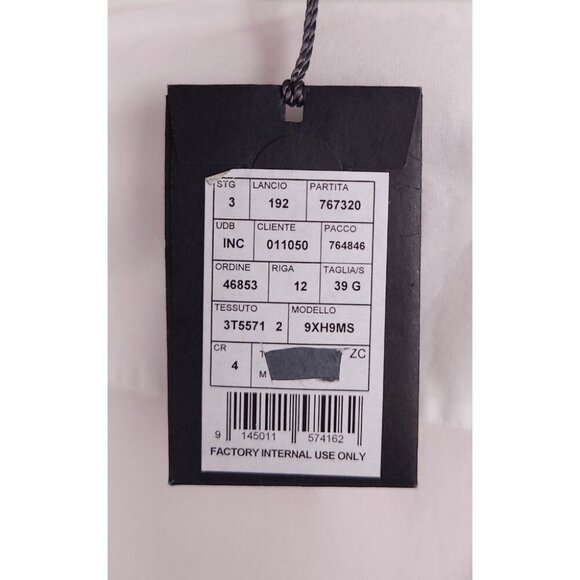 STG LANCIO PARTITA
3 192 767320
UDB CLIENTE PACCO
INC 011050 764846
ORDINE RIGA TAGLIA/S
46853 12 39 G
TESSUTO MODELLO
3T5571 2 9XH9MS
CR ZC
4 M
9 145011 574162
FACTORY INTERNAL USE ONLY